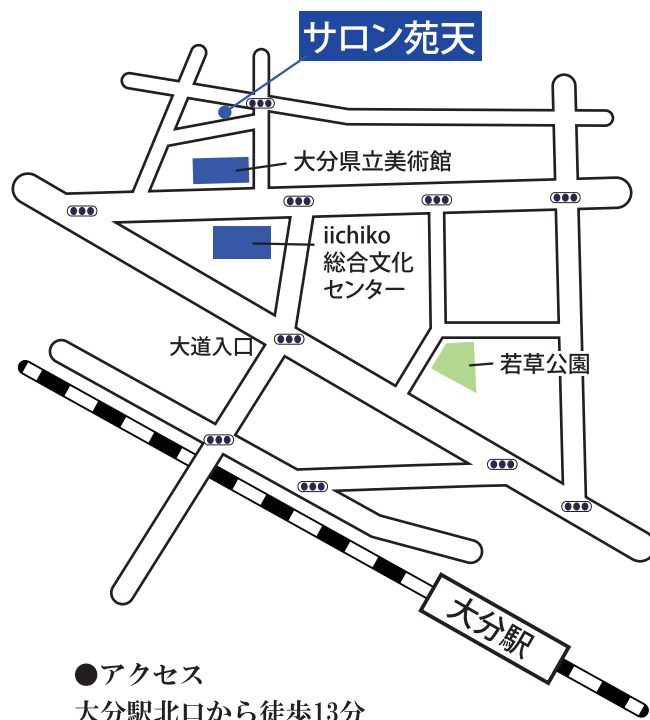 サロン苑天
大分県立美術館
iichiko
総合文化
センター
大道入口
若草公園
大分駅
●アクセス
大分駅北口から徒歩13分